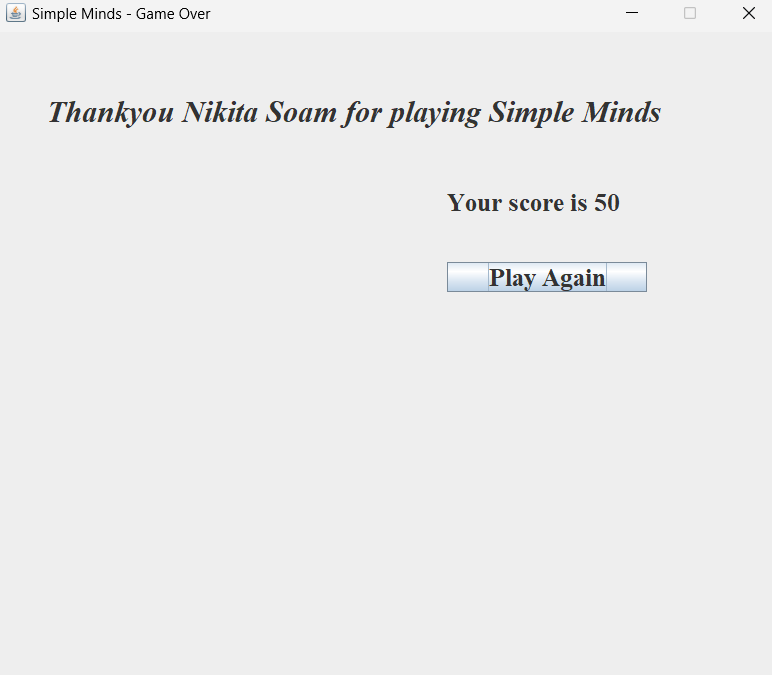 Simple Minds - Game Over
Thankyou Nikita Soam for playing Simple Minds
Your score is 50
Play Again